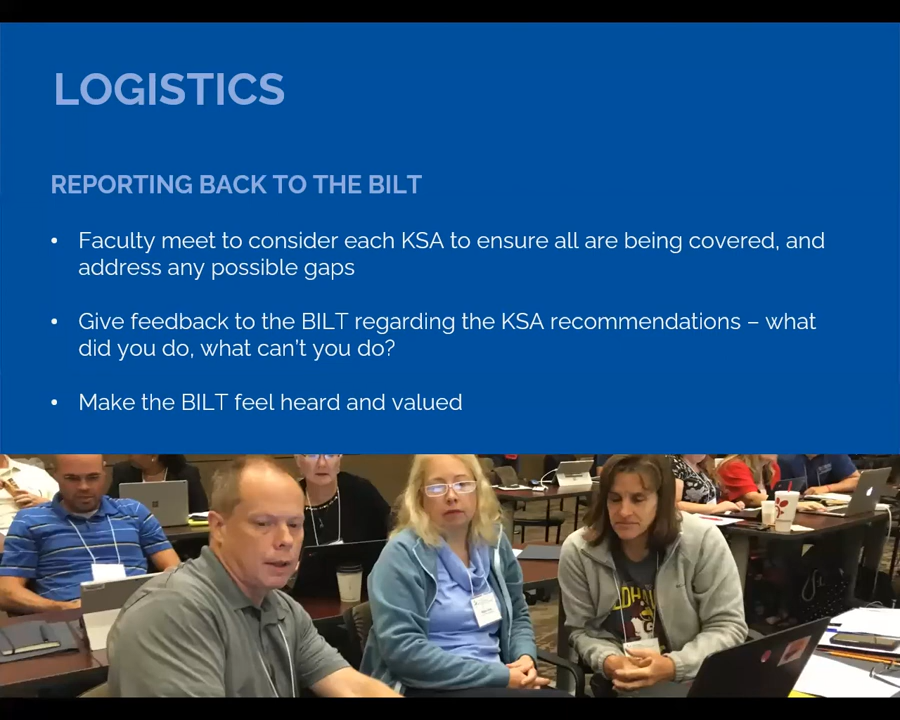 LOGISTICS
REPORTING BACK TO THE BILT
• Faculty meet to consider each KSA to ensure all are being covered, and
address any possible gaps
• Give feedback to the BILT regarding the KSA recommendations – what
did you do, what can't you do?
• Make the BILT feel heard and valued